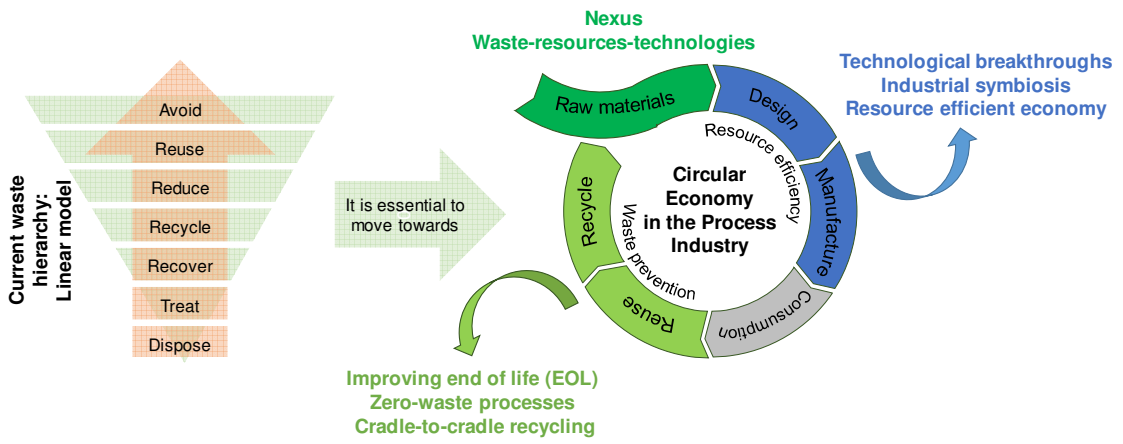 Current waste
hierarchy:
Linear model
Avoid
Reuse
Reduce
Recycle
Recover
Treat
Dispose
It is essential to
move towards
Nexus
Waste-resources-technologies
Raw materials
Design
Manufacture
Consumption
Reuse
Recycle
Resource efficiency
Waste prevention
Circular
Economy
in the Process
Industry
Technological breakthroughs
Industrial symbiosis
Resource efficient economy
Improving end of life (EOL)
Zero-waste processes
Cradle-to-cradle recycling